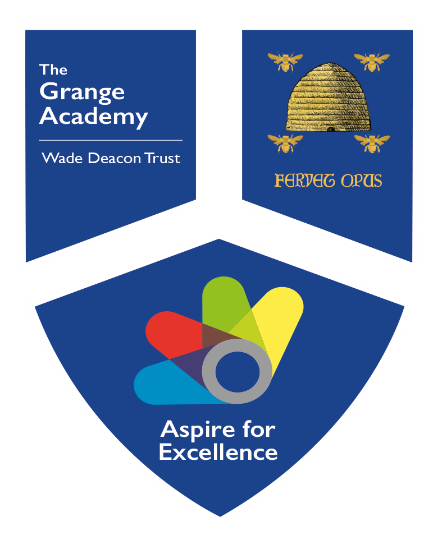 The
Grange
Academy
Wade Deacon Trust
FERVET OPUS
Aspire for
Excellence